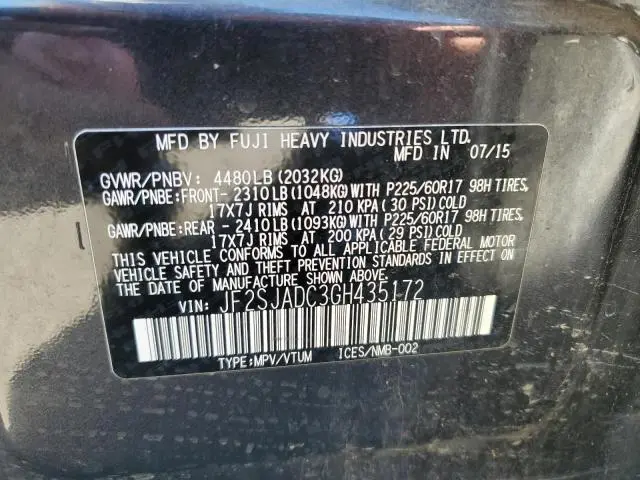 MFD BY FUJI HEAVY INDUSTRIES LTD.
MFD IN 07/15
GVWR/PNBV: 4480LB (2032KG)
GAWR/PNBE:FRONT- 2310LB (1048KG)WITH P225/60R17 98H TIRES,
17X7J RIMS AT 210 KPA ( 30 PSI)COLD
GAWR/PNBE:REAR - 2410LB (1093KG)WITH P225/60R17 98H TIRES,
17X7J RIMS AT 200 KPA ( 29 PSI)COLD
THIS VEHICLE CONFORMS TO ALL APPLICABLE FEDERAL MOTOR
VEHICLE SAFETY AND THEFT PREVENTION STANDARDS IN EFFECT ON
THE DATE OF MANUFACTURE SHOWN ABOVE.
VIN: JF2SJADC3GH435172
TYPE:MPV/VTUM ICES/NMB-002